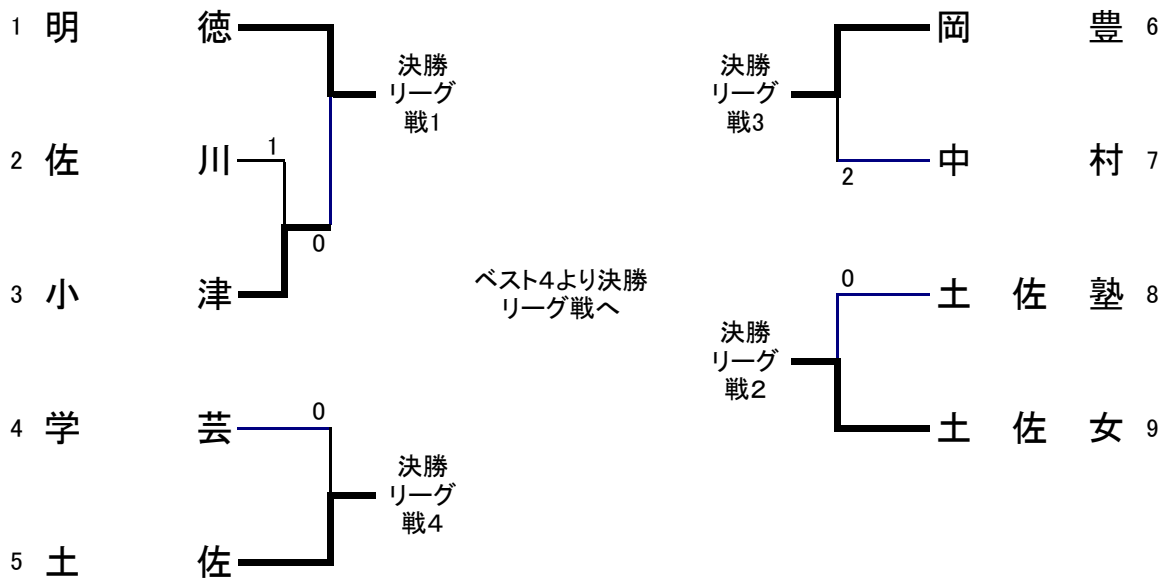 1 明 徳
決勝
リーグ
戦1
2 佐 川 1
0
3 小 津
4 学 芸 0
決勝
リーグ
戦4
5 土 佐
ベスト4より決勝
リーグ戦へ
岡 豊 6
決勝
リーグ
戦3
中 村 7
2
0
土 佐 塾 8
決勝
リーグ
戦2
土 佐 女 9